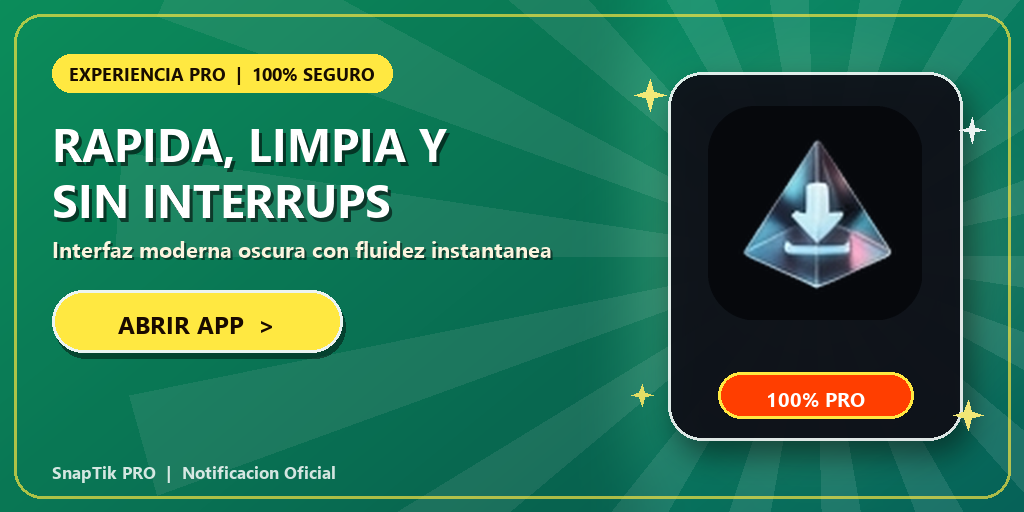 EXPERIENCIA PRO | 100% SEGURO
RAPIDA, LIMPIA Y
SIN INTERRUPS
Interfaz moderna oscura con fluidez instantanea
ABRIR APP >
100% PRO
SnapTik PRO | Notificacion Oficial